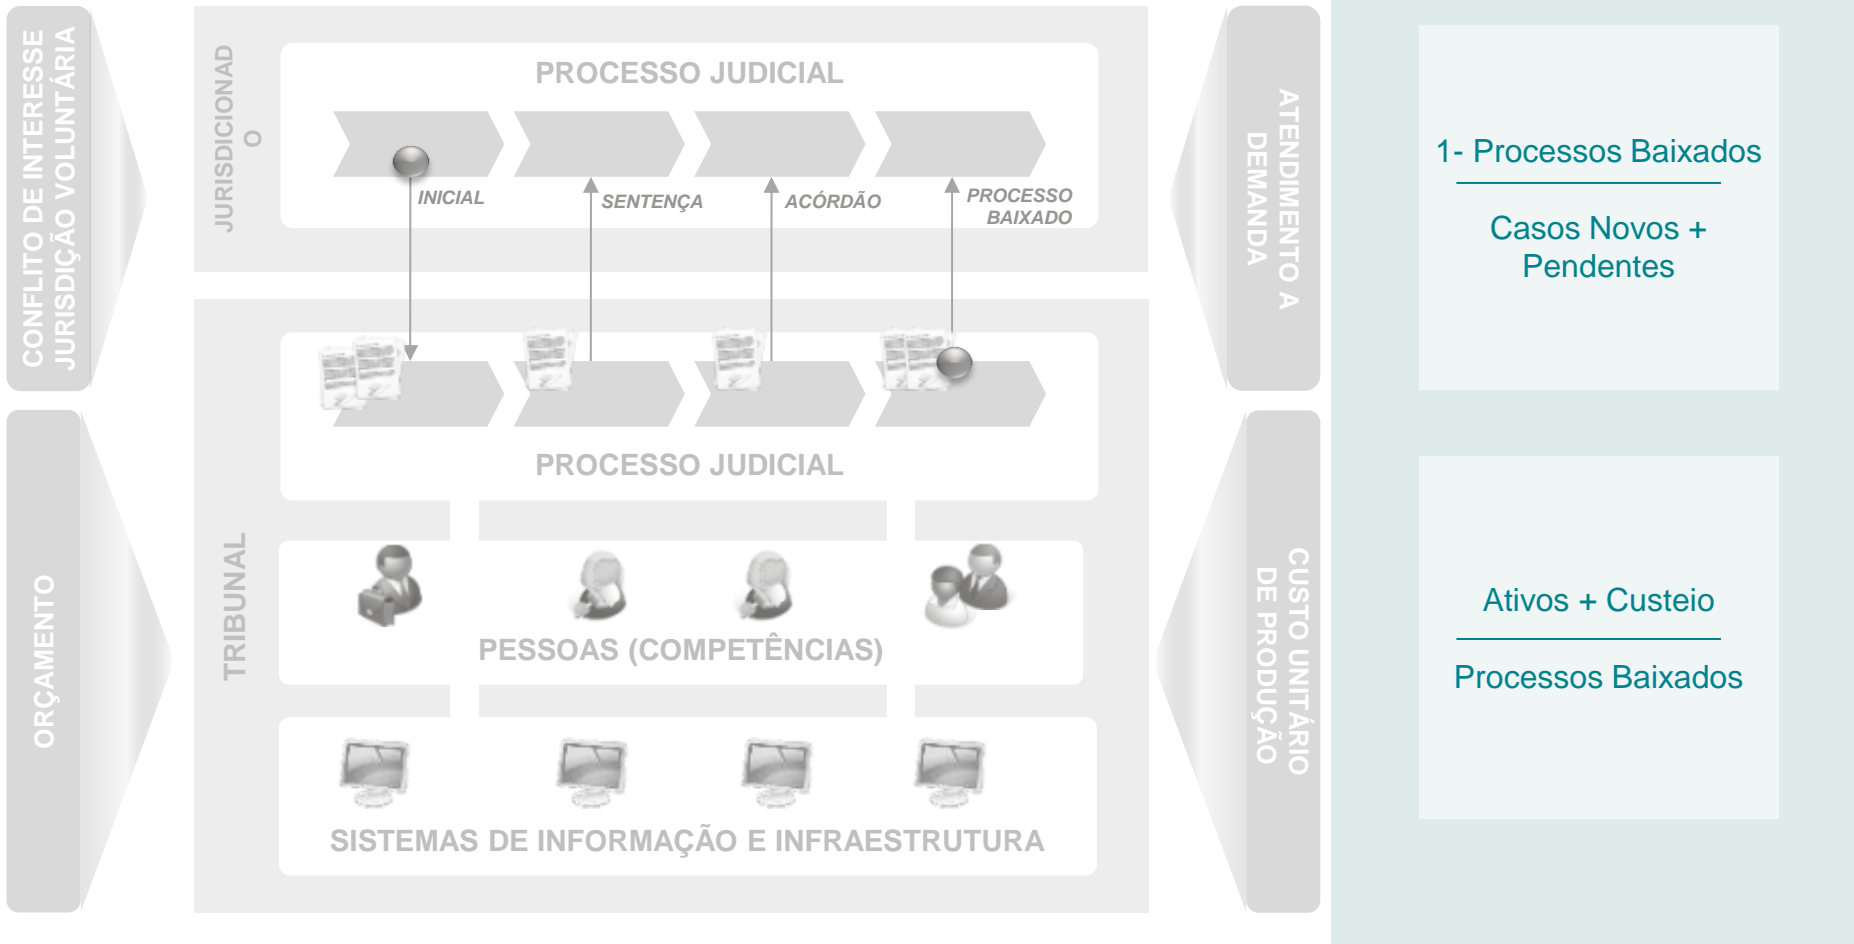 CONFLITO DE INTERESSE
JURISDIÇÃO VOLUNTÁRIA
ORÇAMENTO
JURISDICIONAD
O
PROCESSO JUDICIAL
INICIAL
SENTENÇA
ACÓRDÃO
PROCESSO
BAIXADO
TRIBUNAL
PROCESSO JUDICIAL
PESSOAS (COMPETÊNCIAS)
SISTEMAS DE INFORMAÇÃO E INFRAESTRUTURA
ATENDIMENTO A
DEMANDA
CUSTO UNITÁRIO
DE PRODUÇÃO
1- Processos Baixados
Casos Novos +
Pendentes
Ativos + Custeio
Processos Baixados